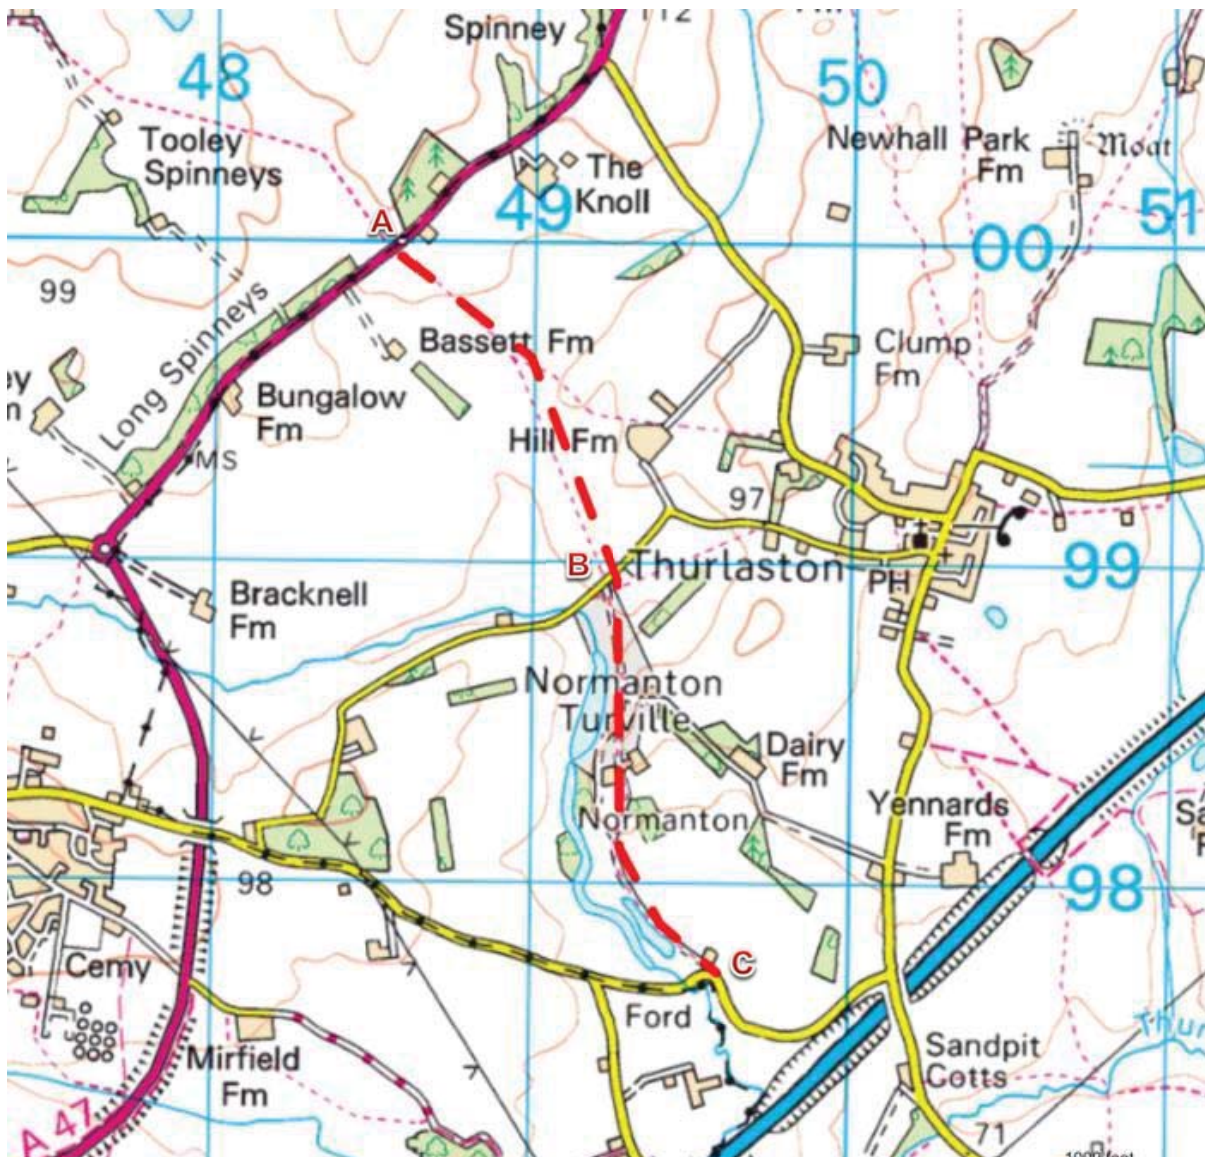 112
Spinney
48
50
Tooley
Spinneys
Newhall Park
Fm
Moat
The
Knoll
49
51
A
00
99
Long Spinneys
Bassett Fm
Clump
Fm
Bungalow
Fm
Hill Fm
MS
97
B
Thurlaston
PH
99
Bracknell
Fm
Normanton
Turville
Dairy
Fm
Normanton
Yennards
Fm
98
98
Cemy
C
Ford
Mirfield
Fm
Sandpit
Cotts
A 47
71